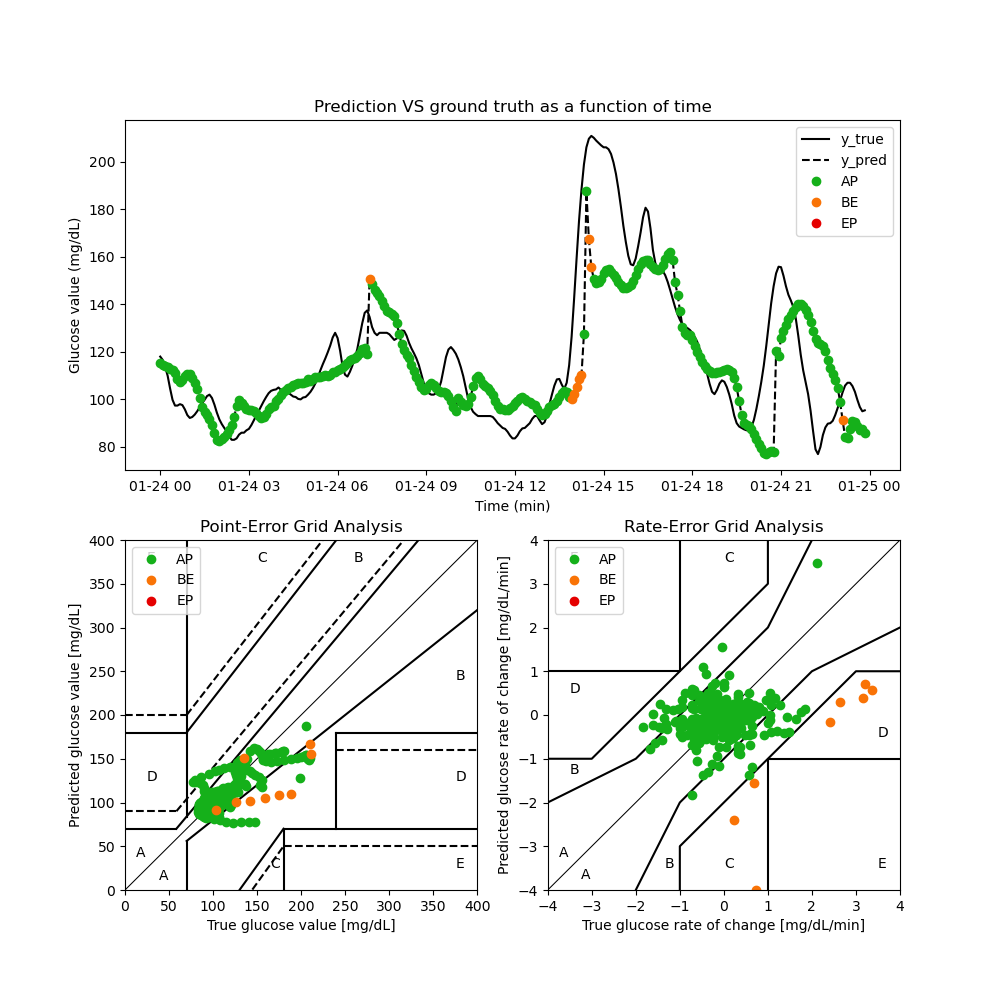 Prediction VS ground truth as a function of time
Glucose value (mg/dL)
200
180
160
140
120
100
80
y_true
y_pred
AP
BE
EP
01-24 00 01-24 03 01-24 06 01-24 09 01-24 12 01-24 15 01-24 18 01-24 21 01-25 00
Time (min)
Point-Error Grid Analysis
Predicted glucose value [mg/dL]
400
350
300
250
200
150
100
50
0
AP
BE
EP
C
B
B
D
D
A
A
C
E
0 50 100 150 200 250 300 350 400
True glucose value [mg/dL]
Rate-Error Grid Analysis
Predicted glucose rate of change [mg/dL/min]
4
3
2
1
0
−1
−2
−3
−4
AP
BE
EP
C
D
D
B
A
A
B
C
E
−4 −3 −2 −1 0 1 2 3 4
True glucose rate of change [mg/dL/min]